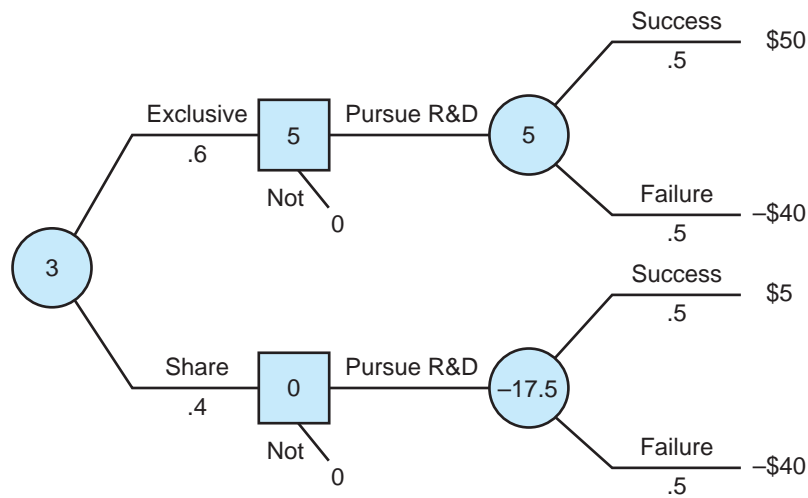 Success
$50
.5
Exclusive
.6
5
Pursue R&D
5
Not
0
Failure
–$40
.5
3
Success
$5
.5
Share
.4
0
Pursue R&D
–17.5
Not
0
Failure
–$40
.5